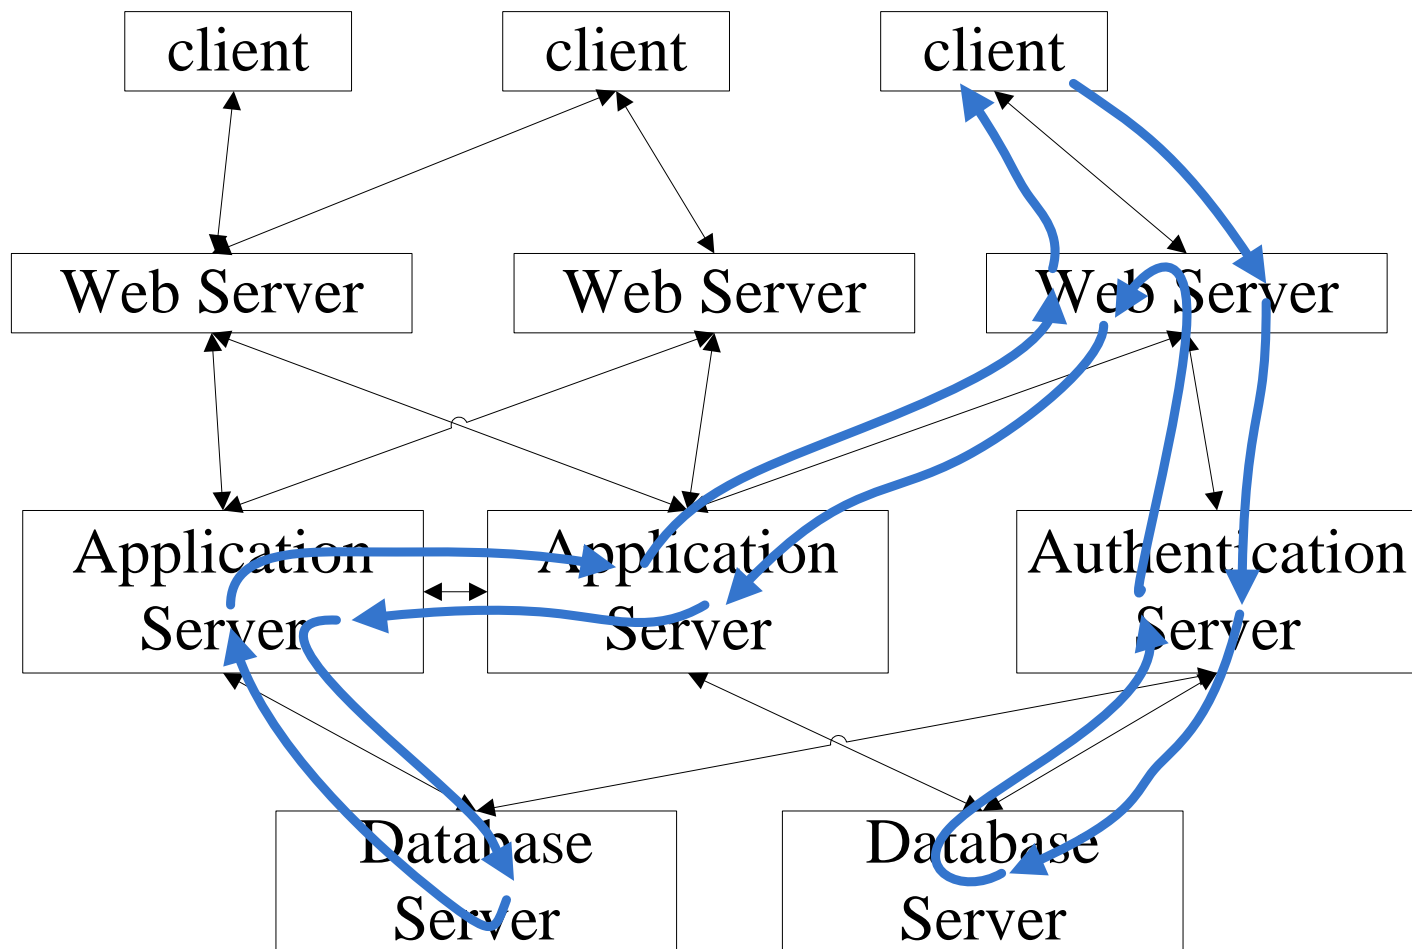 client
client
client
Web Server
Web Server
Web Server
Application
Server
Application
Server
Authentication
Server
Database
Server
Database
Server